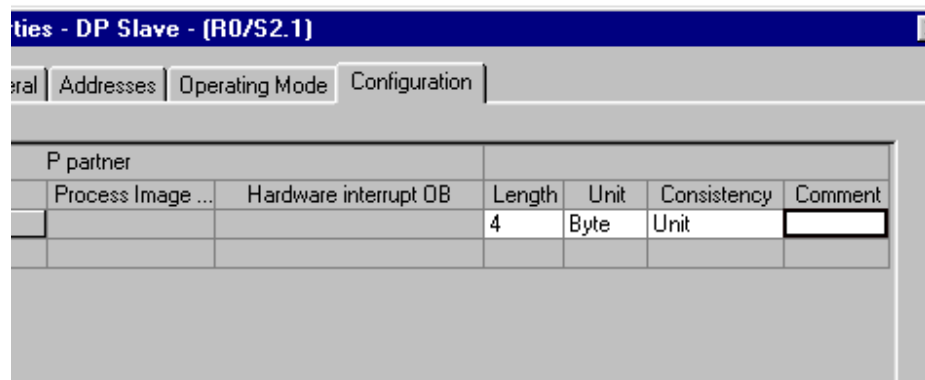 ties - DP Slave - (R0/S2.1)
eral Addresses Operating Mode Configuration
P partner
Process Image ... Hardware interrupt OB Length Unit Consistency Comment
4 Byte Unit